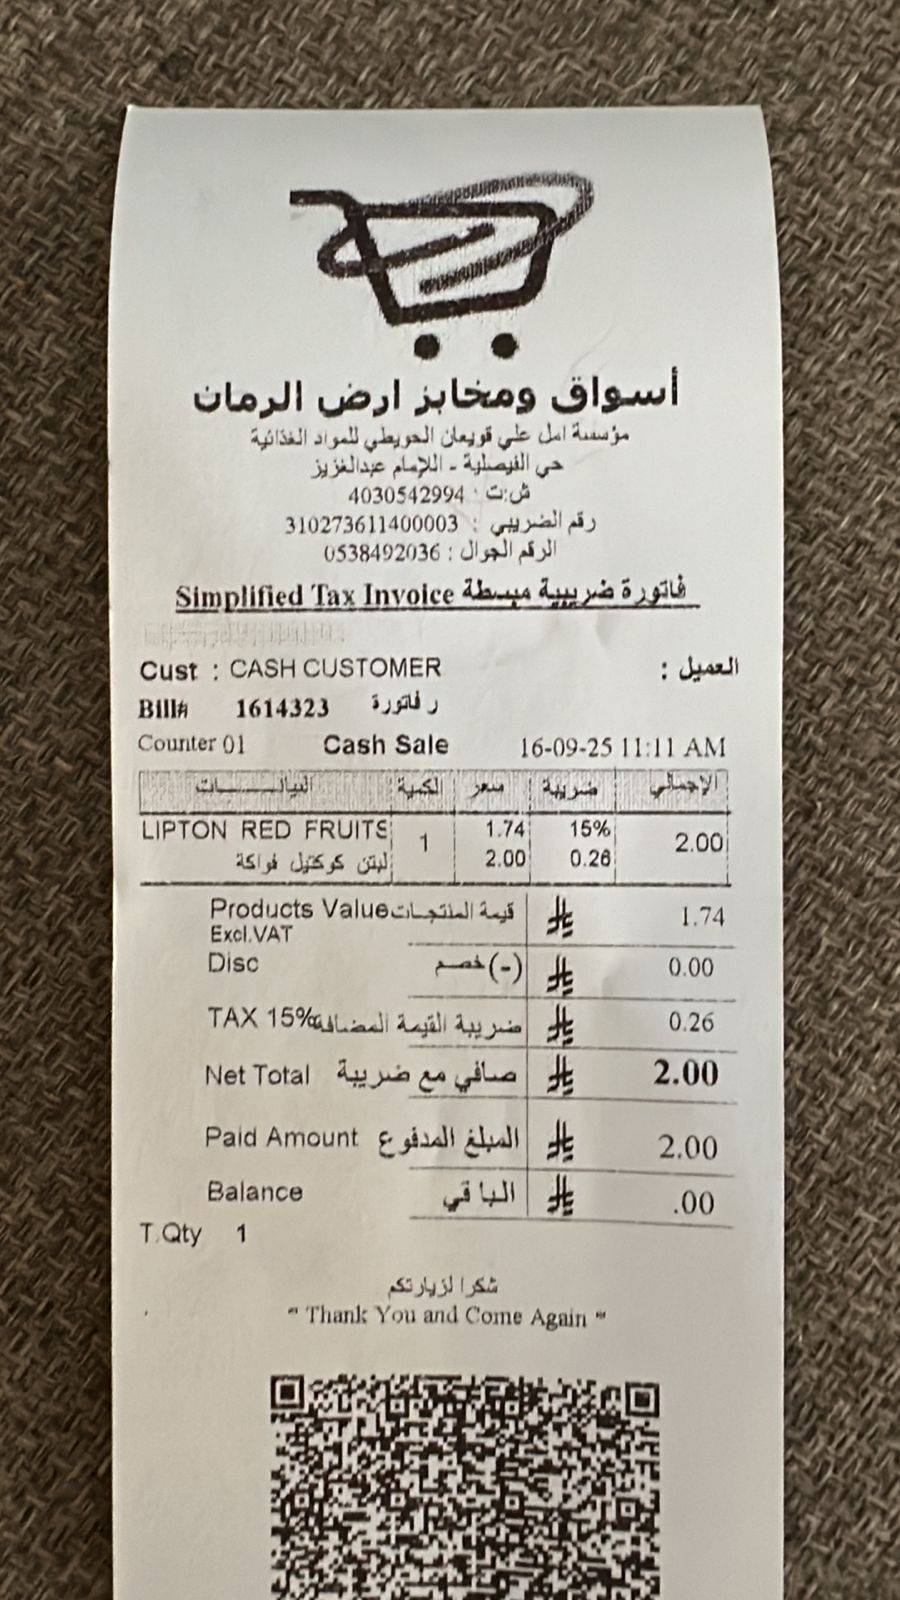 أسواق ومخابز ارض الرمان
مؤسسة امل علي قويعان الحويطي للمواد الغذائية
حي الفيصلية - اللإمام عبدالغزيز
ش:ت : 4030542994
رقم الضريبي : 310273611400003
الرقم الجوال : 0538492036
Simplified Tax Invoice فاتورة ضريبية مبسطة
Cust : CASH CUSTOMER العميل :
Bill# 1614323 ر فاتورة
Counter 01 Cash Sale 16-09-25 11:11 AM
البيانات الكمية سعر ضريبة الإجمالي
LIPTON RED FRUITS 1 1.74 15% 2.00
لبتن كوكتيل فواكة 2.00 0.26
Products Value قيمة المنتجات 1.74
Excl.VAT
Disc خصم (-) 0.00
TAX 15% ضريبة القيمة المضافة 0.26
Net Total صافي مع ضريبة 2.00
Paid Amount المبلغ المدفوع 2.00
Balance البا قي .00
T.Qty 1
شكرا لزيارتكم
" Thank You and Come Again "